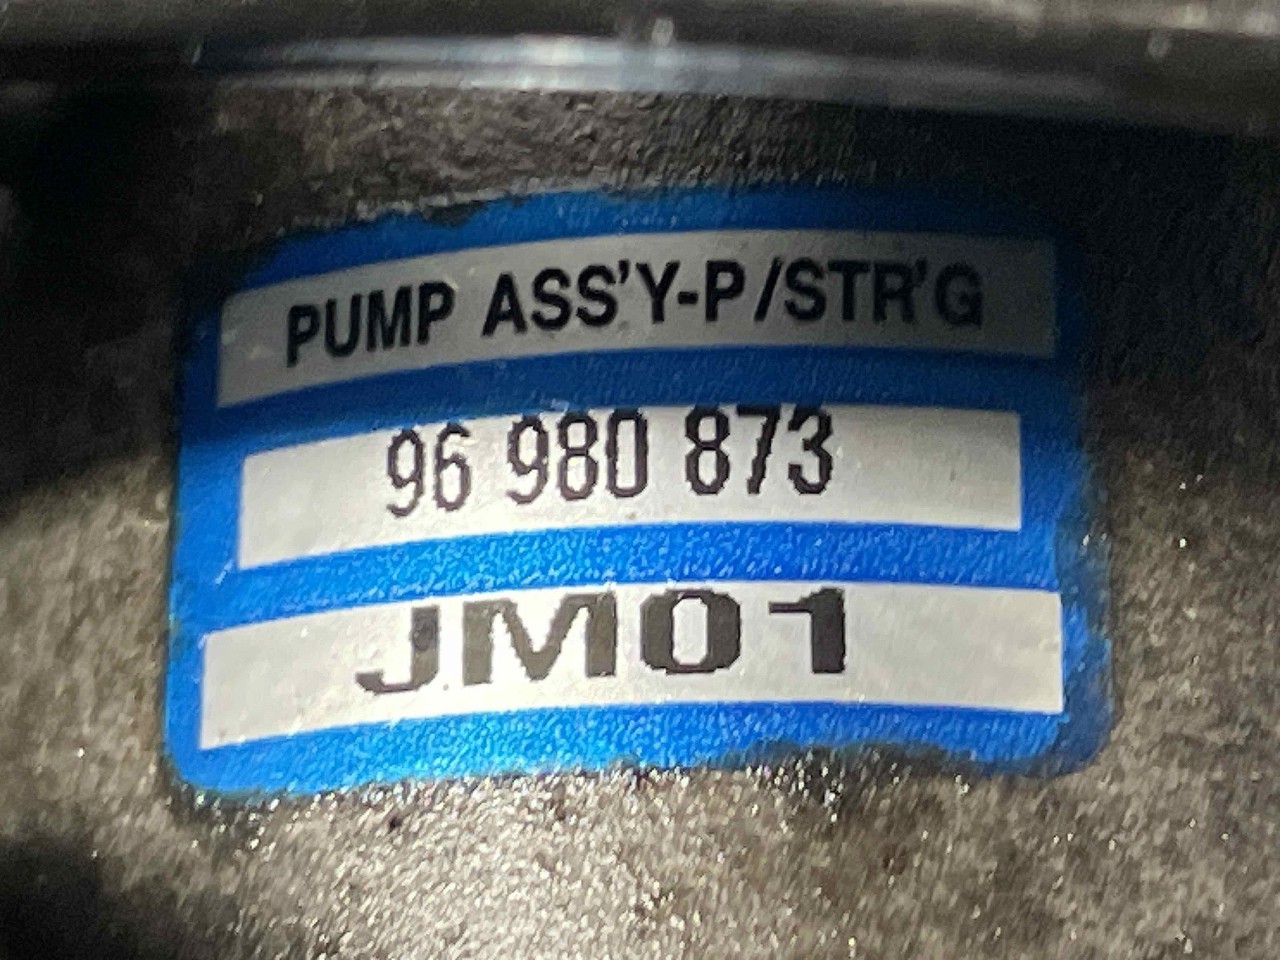 PUMP ASS'Y-P/STR'G
96 980 873
JM01